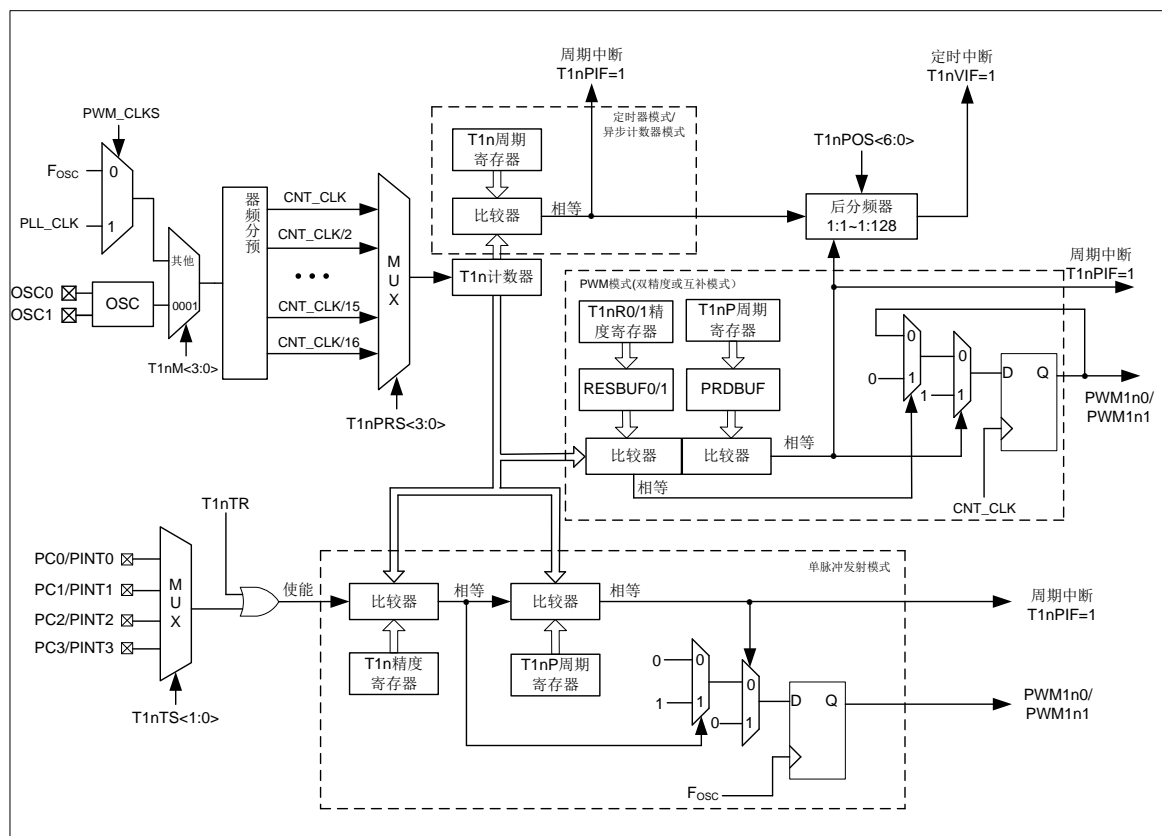 周期中断
T1nPIF=1
定时中断
T1nVIF=1
PWM_CLKS
FOSC
0
PLL_CLK
1
OSC0
OSC1
OSC
其他
0001
T1nM<3:0>
器频分预
CNT_CLK
CNT_CLK/2
•••
CNT_CLK/15
CNT_CLK/16
MUX
T1nPRS<3:0>
定时器模式/
异步计数器模式
T1n周期
寄存器
比较器
相等
T1n计数器
T1nPOS<6:0>
后分频器
1:1~1:128
周期中断
T1nPIF=1
PWM模式(双精度或互补模式)
T1nR0/1精
度寄存器
T1nP周期
寄存器
RESBUF0/1
PRDBUF
比较器
比较器
相等
相等
0
0
1
0
1
1
D
Q
CNT_CLK
PWM1n0/
PWM1n1
T1nTR
PC0/PINT0
PC1/PINT1
PC2/PINT2
PC3/PINT3
MUX
T1nTS<1:0>
使能
单脉冲发射模式
比较器
相等
比较器
相等
T1n精度
寄存器
T1nP周期
寄存器
周期中断
T1nPIF=1
0
0
1
1
0
0
1
D
Q
FOSC
PWM1n0/
PWM1n1